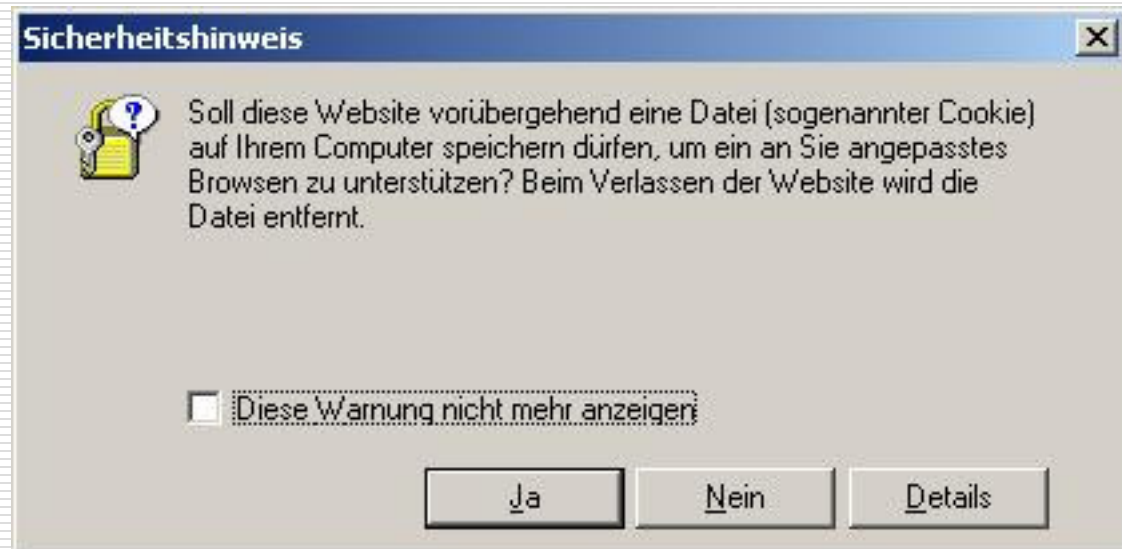 Sicherheitshinweis
Soll diese Website vorübergehend eine Datei (sogenannter Cookie)
auf Ihrem Computer speichern dürfen, um ein an Sie angepasstes
Browsen zu unterstützen? Beim Verlassen der Website wird die
Datei entfernt.
Diese Warnung nicht mehr anzeigen
Ja Nein Details